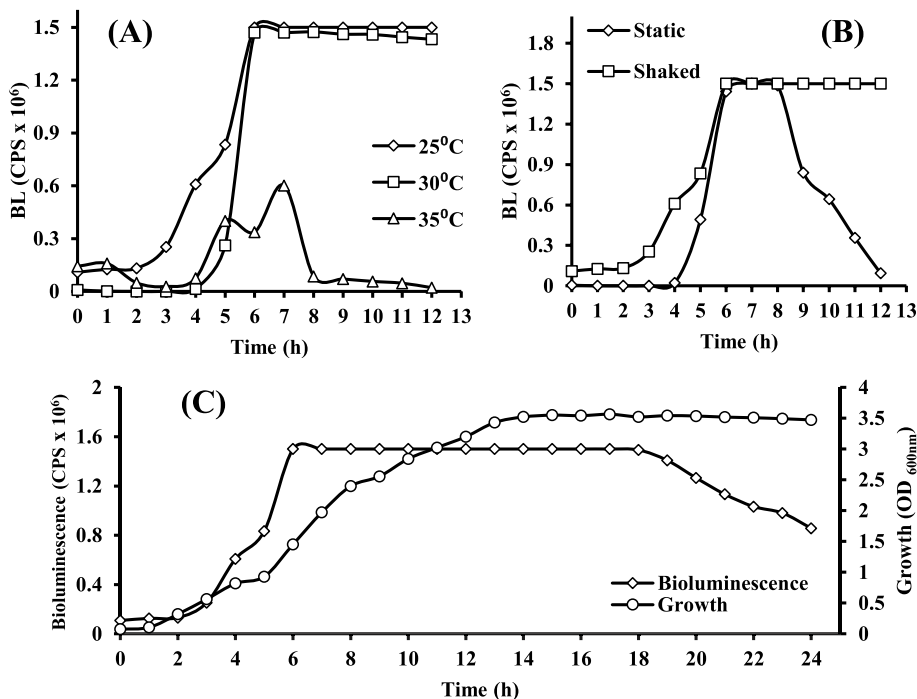 (A)
BL (CPS x 10⁶)
1.5
1.2
0.9
0.6
0.3
0
0 1 2 3 4 5 6 7 8 9 10 11 12 13
Time (h)
25⁰C
30⁰C
35⁰C
(B)
BL (CPS x 10⁶)
1.8
1.5
1.2
0.9
0.6
0.3
0
0 1 2 3 4 5 6 7 8 9 10 11 12 13
Time (h)
Static
Shaked
(C)
Bioluminescence (CPS x 10⁶)
2
1.6
1.2
0.8
0.4
0
0 2 4 6 8 10 12 14 16 18 20 22 24
Time (h)
4
3.5
3
2.5
2
1.5
1
0.5
0
Growth (OD 600nm)
Bioluminescence
Growth